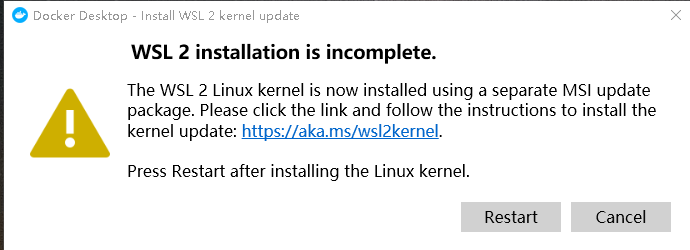 Docker Desktop - Install WSL 2 kernel update
WSL 2 installation is incomplete.
The WSL 2 Linux kernel is now installed using a separate MSI update
package. Please click the link and follow the instructions to install the
kernel update: https://aka.ms/wsl2kernel.
Press Restart after installing the Linux kernel.
Restart Cancel